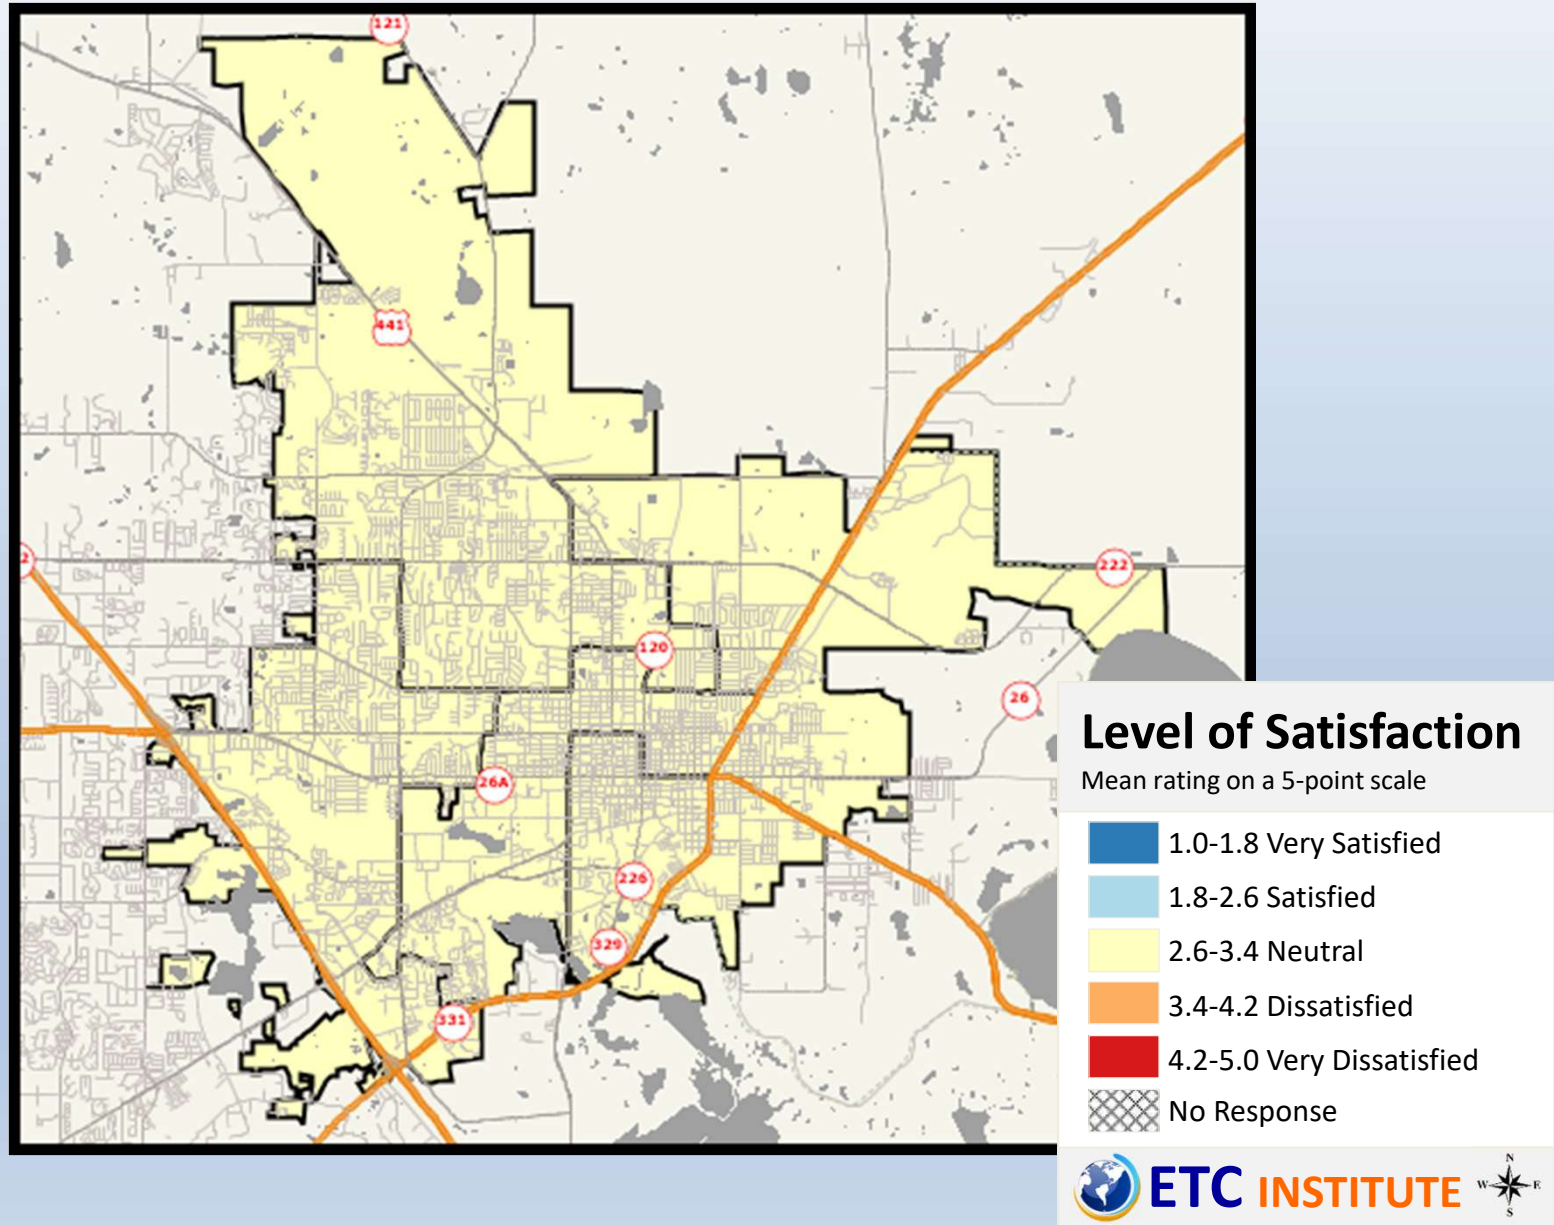 121
441
2
222
120
26
26A
226
329
331
Level of Satisfaction
Mean rating on a 5-point scale
1.0-1.8 Very Satisfied
1.8-2.6 Satisfied
2.6-3.4 Neutral
3.4-4.2 Dissatisfied
4.2-5.0 Very Dissatisfied
No Response
ETC INSTITUTE
N
W E
S